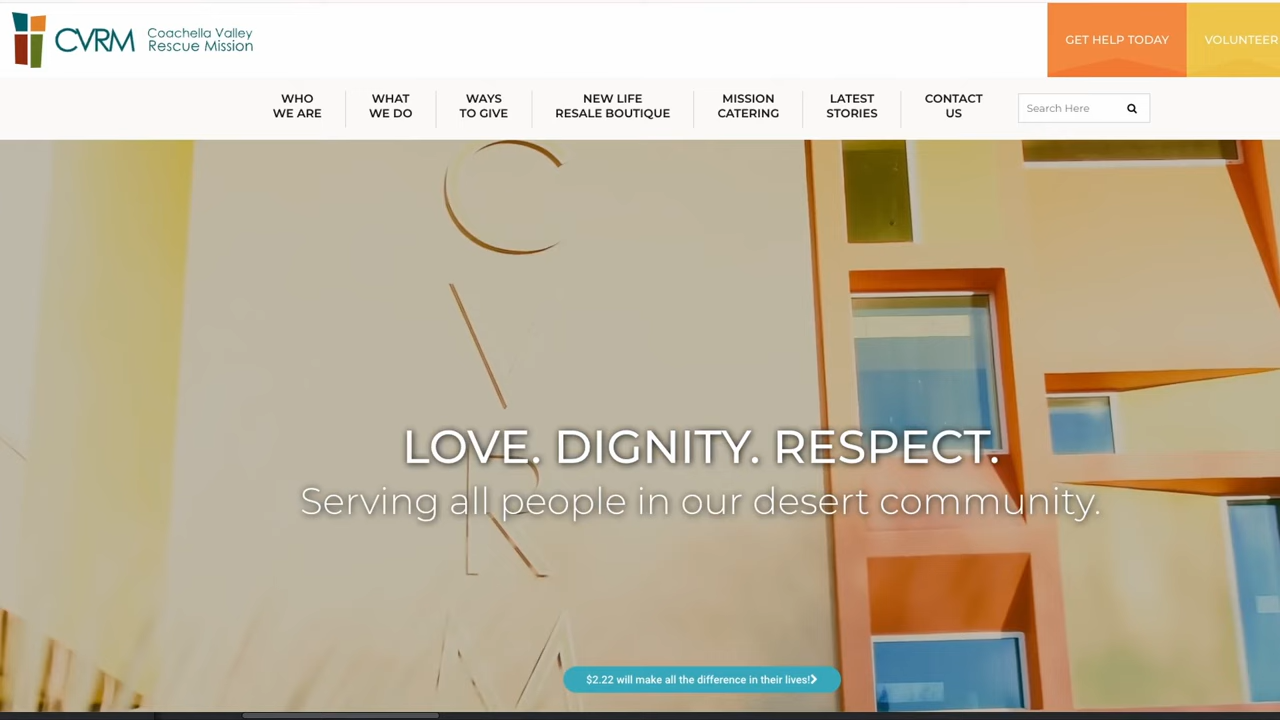 CVRM
Coachella Valley
Rescue Mission
GET HELP TODAY
VOLUNTEER
WHO
WE ARE
WHAT
WE DO
WAYS
TO GIVE
NEW LIFE
RESALE BOUTIQUE
MISSION
CATERING
LATEST
STORIES
CONTACT
US
Search Here
C
V
R
M
LOVE. DIGNITY. RESPECT.
Serving all people in our desert community.
$2.22 will make all the difference in their lives!